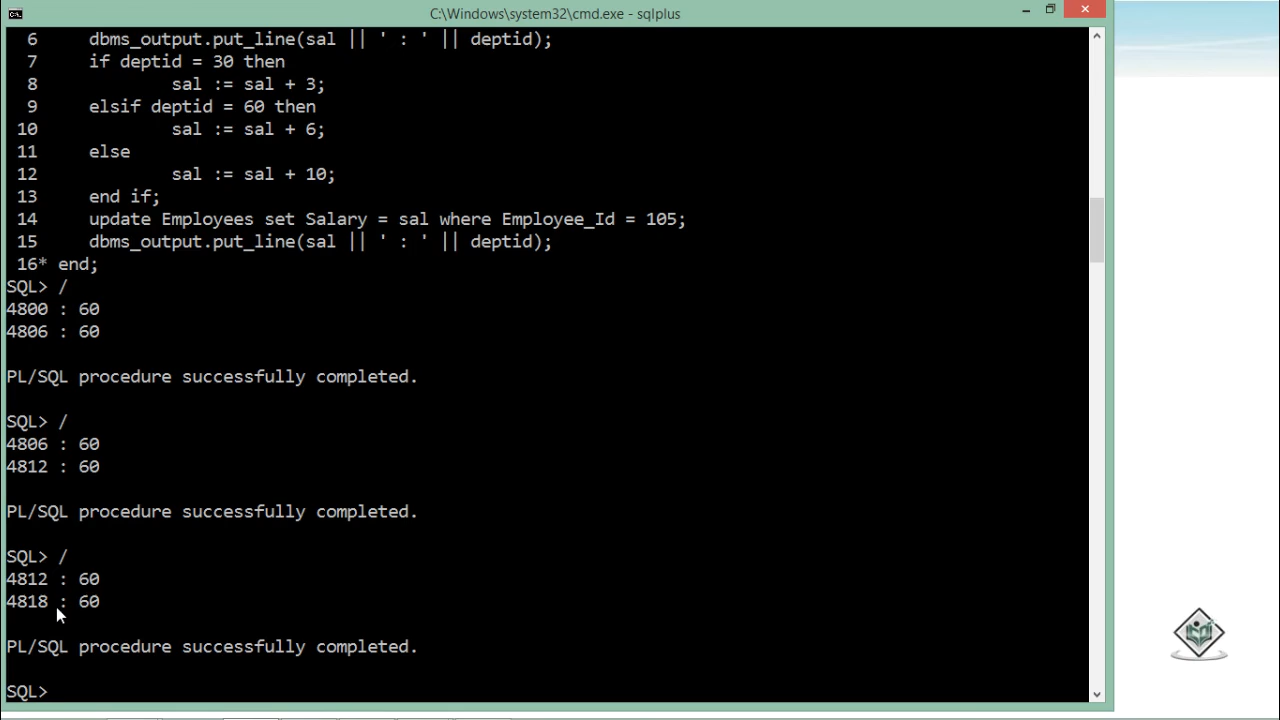 C:\Windows\system32\cmd.exe - sqlplus
6 dbms_output.put_line(sal || ' : ' || deptid);
7 if deptid = 30 then
8 sal := sal + 3;
9 elsif deptid = 60 then
10 sal := sal + 6;
11 else
12 sal := sal + 10;
13 end if;
14 update Employees set Salary = sal where Employee_Id = 105;
15 dbms_output.put_line(sal || ' : ' || deptid);
16* end;
SQL> /
4800 : 60
4806 : 60
PL/SQL procedure successfully completed.
SQL> /
4806 : 60
4812 : 60
PL/SQL procedure successfully completed.
SQL> /
4812 : 60
4818 : 60
PL/SQL procedure successfully completed.
SQL>